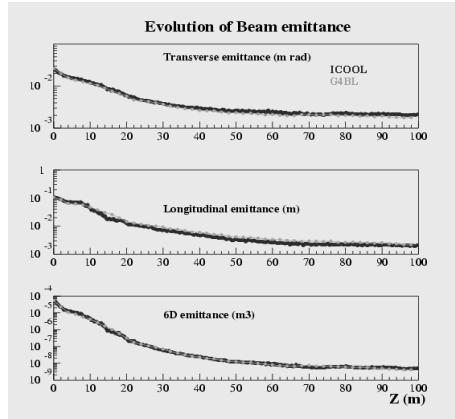 Evolution of Beam emittance
Transverse emittance (m rad)
ICOOL
G4BL
10 -2
10 -3
0 10 20 30 40 50 60 70 80 90 100
Longitudinal emittance (m)
1
10 -1
10 -2
10 -3
0 10 20 30 40 50 60 70 80 90 100
6D emittance (m3)
10 -4
10 -5
10 -6
10 -7
10 -8
10 -9
0 10 20 30 40 50 60 70 80 90 100
Z (m)